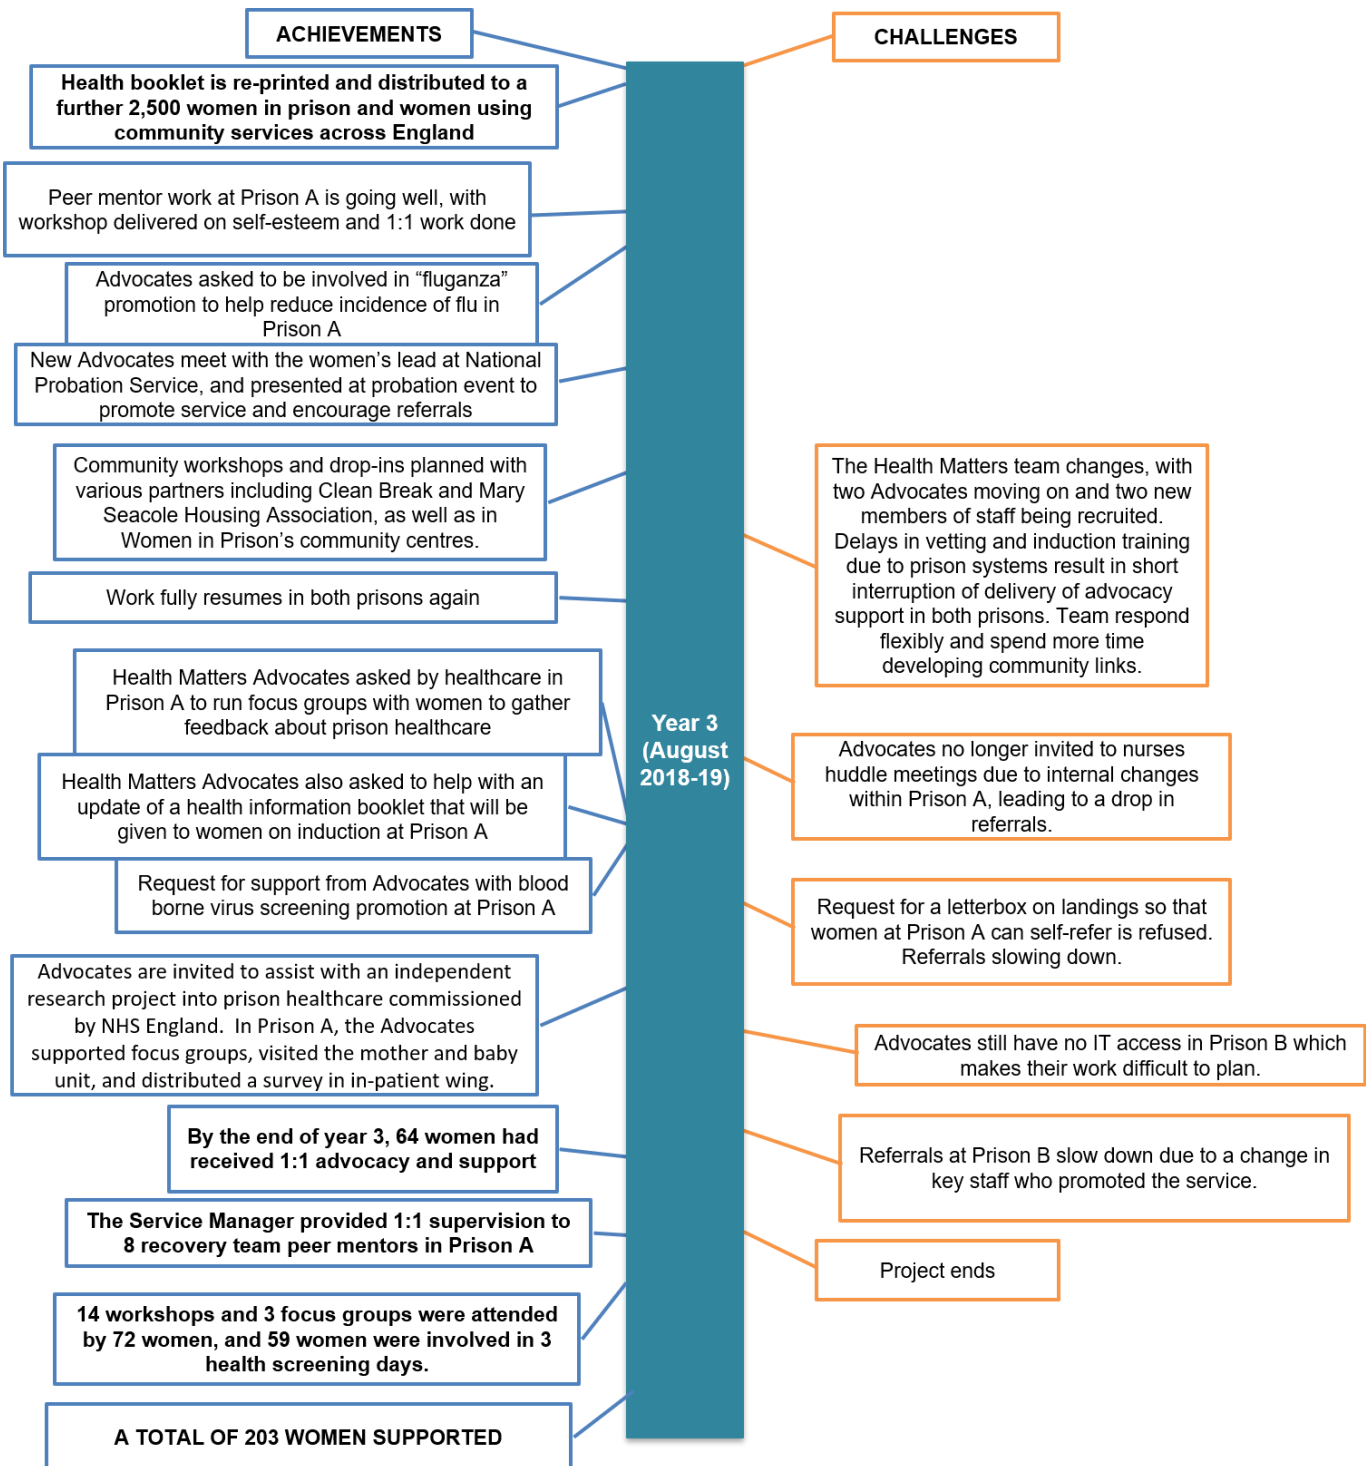 ACHIEVEMENTS
Health booklet is re-printed and distributed to a
further 2,500 women in prison and women using
community services across England
Peer mentor work at Prison A is going well, with
workshop delivered on self-esteem and 1:1 work done
Advocates asked to be involved in “fluganza”
promotion to help reduce incidence of flu in
Prison A
New Advocates meet with the women’s lead at National
Probation Service, and presented at probation event to
promote service and encourage referrals
Community workshops and drop-ins planned with
various partners including Clean Break and Mary
Seacole Housing Association, as well as in
Women in Prison’s community centres.
Work fully resumes in both prisons again
Health Matters Advocates asked by healthcare in
Prison A to run focus groups with women to gather
feedback about prison healthcare
Health Matters Advocates also asked to help with an
update of a health information booklet that will be
given to women on induction at Prison A
Request for support from Advocates with blood
borne virus screening promotion at Prison A
Advocates are invited to assist with an independent
research project into prison healthcare commissioned
by NHS England. In Prison A, the Advocates
supported focus groups, visited the mother and baby
unit, and distributed a survey in in-patient wing.
By the end of year 3, 64 women had
received 1:1 advocacy and support
The Service Manager provided 1:1 supervision to
8 recovery team peer mentors in Prison A
14 workshops and 3 focus groups were attended
by 72 women, and 59 women were involved in 3
health screening days.
A TOTAL OF 203 WOMEN SUPPORTED
Year 3
(August
2018-19)
CHALLENGES
The Health Matters team changes, with
two Advocates moving on and two new
members of staff being recruited.
Delays in vetting and induction training
due to prison systems result in short
interruption of delivery of advocacy
support in both prisons. Team respond
flexibly and spend more time
developing community links.
Advocates no longer invited to nurses
huddle meetings due to internal changes
within Prison A, leading to a drop in
referrals.
Request for a letterbox on landings so that
women at Prison A can self-refer is refused.
Referrals slowing down.
Advocates still have no IT access in Prison B which
makes their work difficult to plan.
Referrals at Prison B slow down due to a change in
key staff who promoted the service.
Project ends